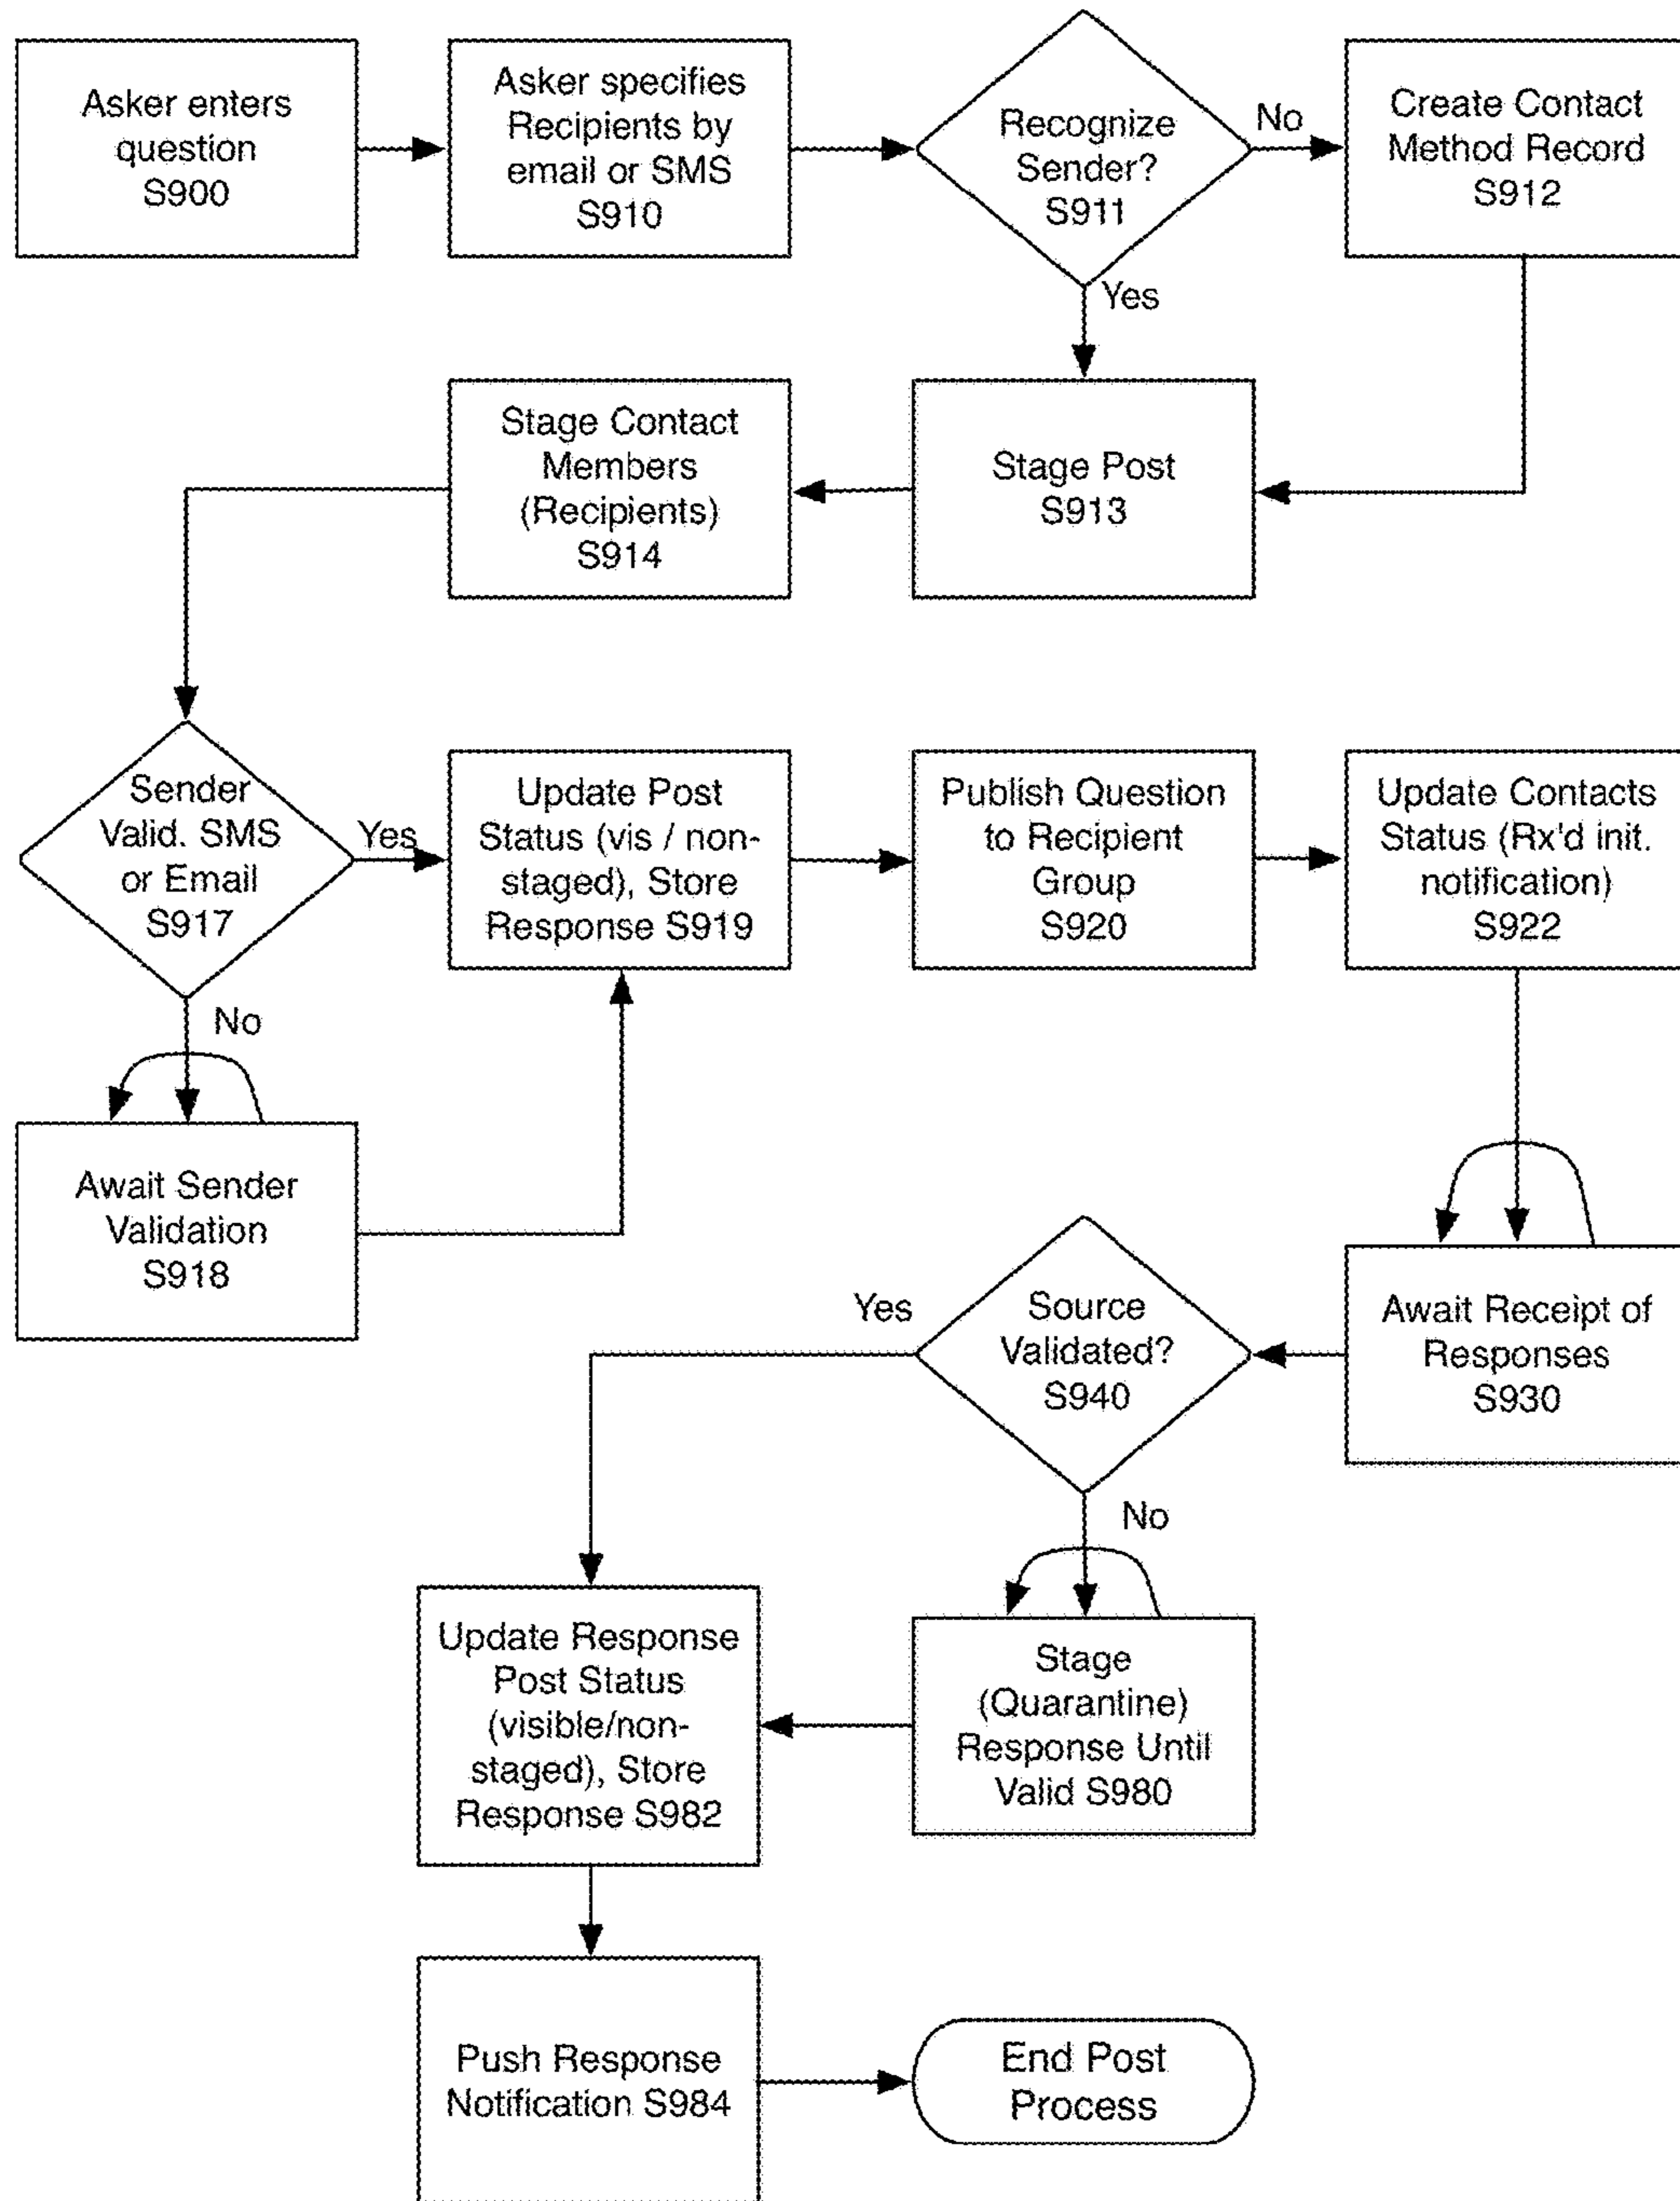 Asker enters
question
S900
Asker specifies
Recipients by
email or SMS
S910
Recognize
Sender?
S911
No
Create Contact
Method Record
S912
Yes
Stage Contact
Members
(Recipients)
S914
Stage Post
S913
Sender
Valid. SMS
or Email
S917
Yes
Update Post
Status (vis / non-
staged), Store
Response S919
Publish Question
to Recipient
Group
S920
Update Contacts
Status (Rx'd init.
notification)
S922
No
Await Sender
Validation
S918
Yes
Source
Validated?
S940
Await Receipt of
Responses
S930
No
Update Response
Post Status
(visible/non-
staged), Store
Response S982
Stage
(Quarantine)
Response Until
Valid S980
Push Response
Notification S984
End Post
Process